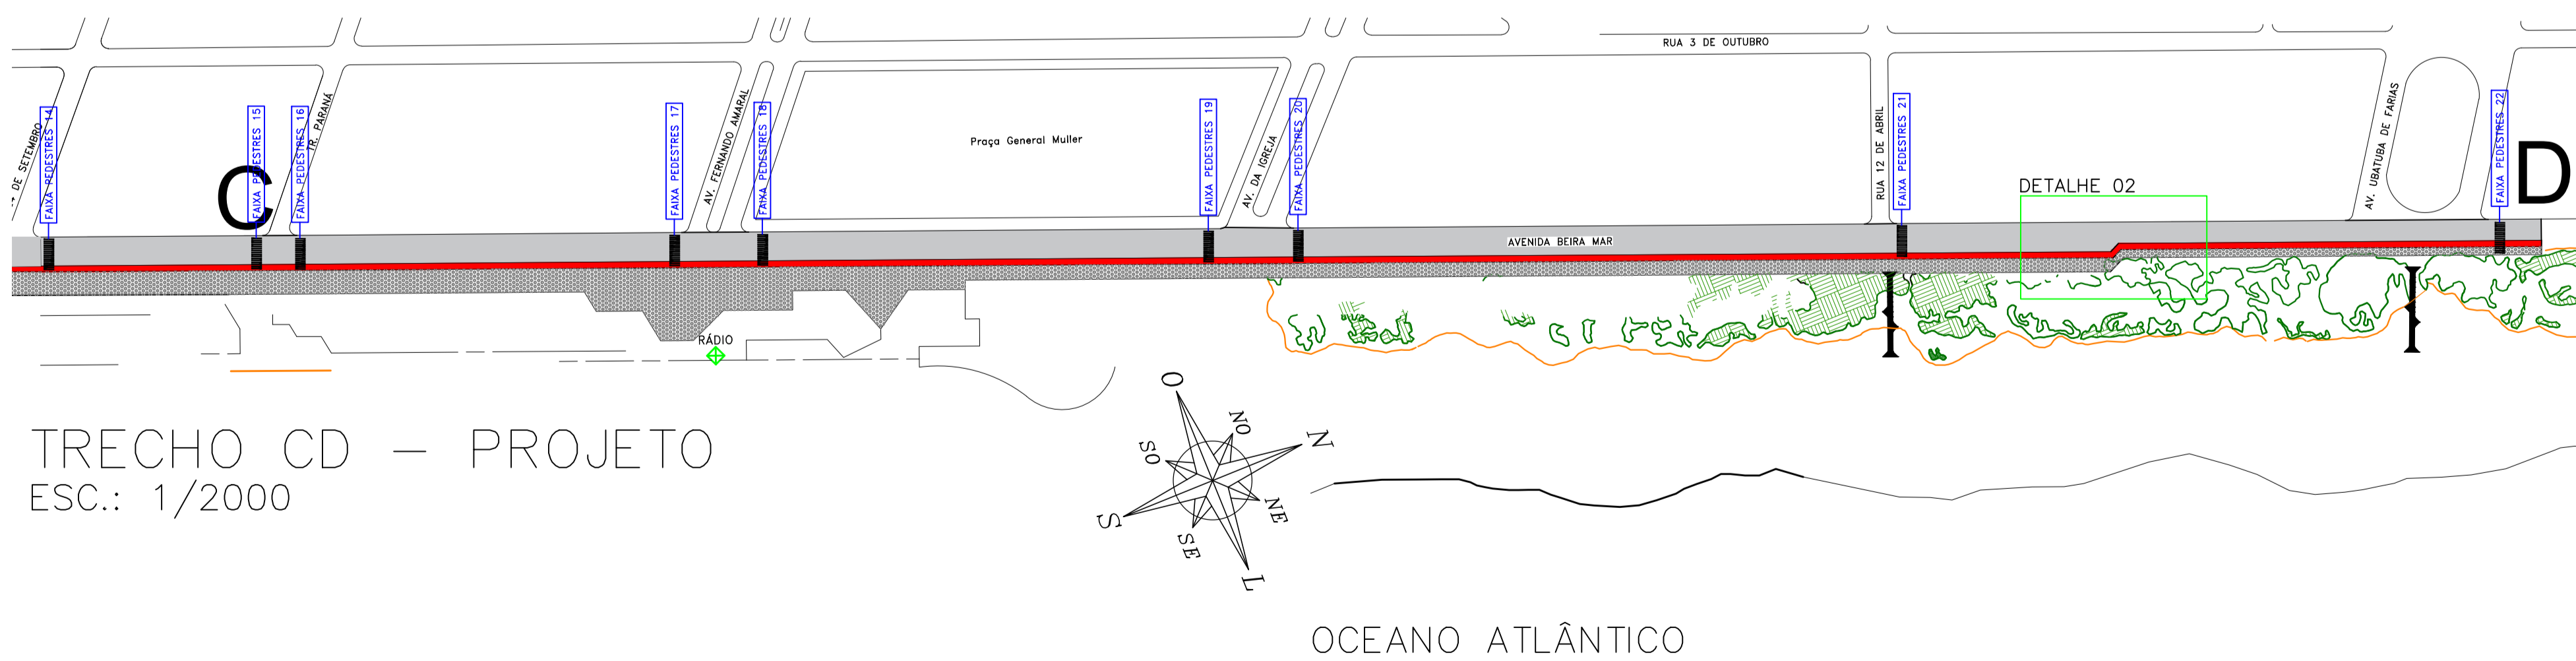 RUA 3 DE OUTUBRO
DE SETEMBRO
FAIXA PEDESTRES 14
C
FAIXA PEDESTRES 15
FAIXA PEDESTRES 16
TR. PARANÁ
FAIXA PEDESTRES 17
AV. FERNANDO AMARAL
FAIXA PEDESTRES 18
Praça General Muller
FAIXA PEDESTRES 19
AV. DA IGREJA
FAIXA PEDESTRES 20
RUA 12 DE ABRIL
FAIXA PEDESTRES 21
DETALHE 02
AV. UBATUBA DE FARIAS
FAIXA PEDESTRES 22
D
AVENIDA BEIRA MAR
RÁDIO
TRECHO CD - PROJETO
ESC.: 1/2000
O
NO
N
SO
S
NE
SE
L
OCEANO ATLÂNTICO